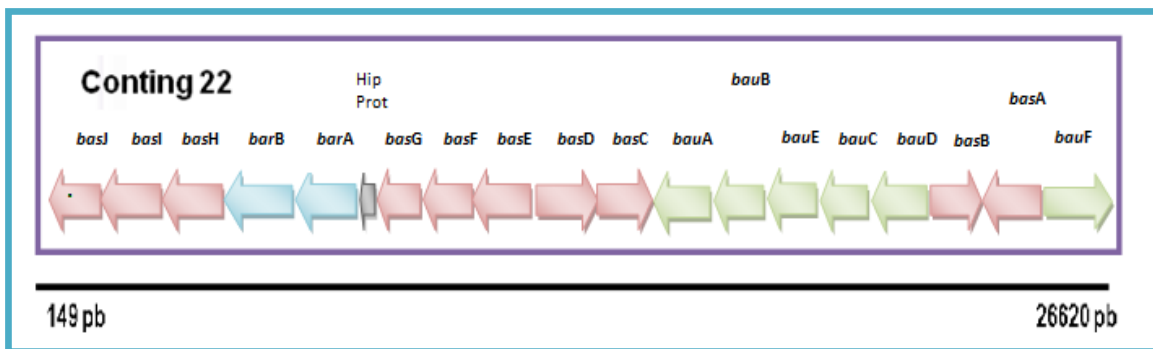 Conting 22
Hip
Prot
bauB
basA
basJ basI basH barB barA basG basF basE basD basC bauA bauE bauC bauD basB bauF
149 pb 26620 pb